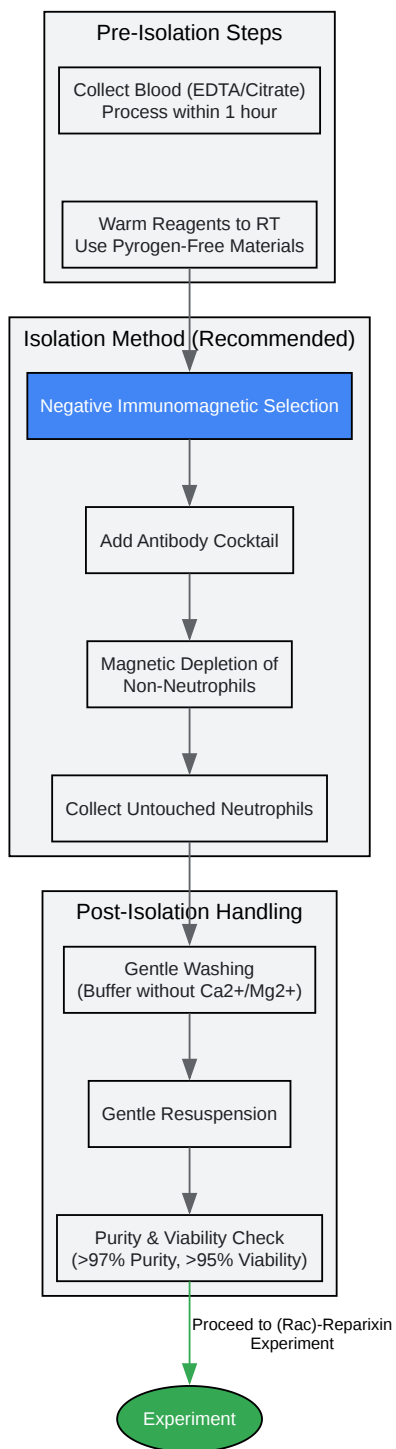 Pre-Isolation Steps
Collect Blood (EDTA/Citrate)
Process within 1 hour
Warm Reagents to RT
Use Pyrogen-Free Materials
Isolation Method (Recommended)
Negative Immunomagnetic Selection
Add Antibody Cocktail
Magnetic Depletion of
Non-Neutrophils
Collect Untouched Neutrophils
Post-Isolation Handling
Gentle Washing
(Buffer without Ca2+/Mg2+)
Gentle Resuspension
Purity & Viability Check
(>97% Purity, >95% Viability)
Proceed to (Rac)-Reparixin
Experiment
Experiment